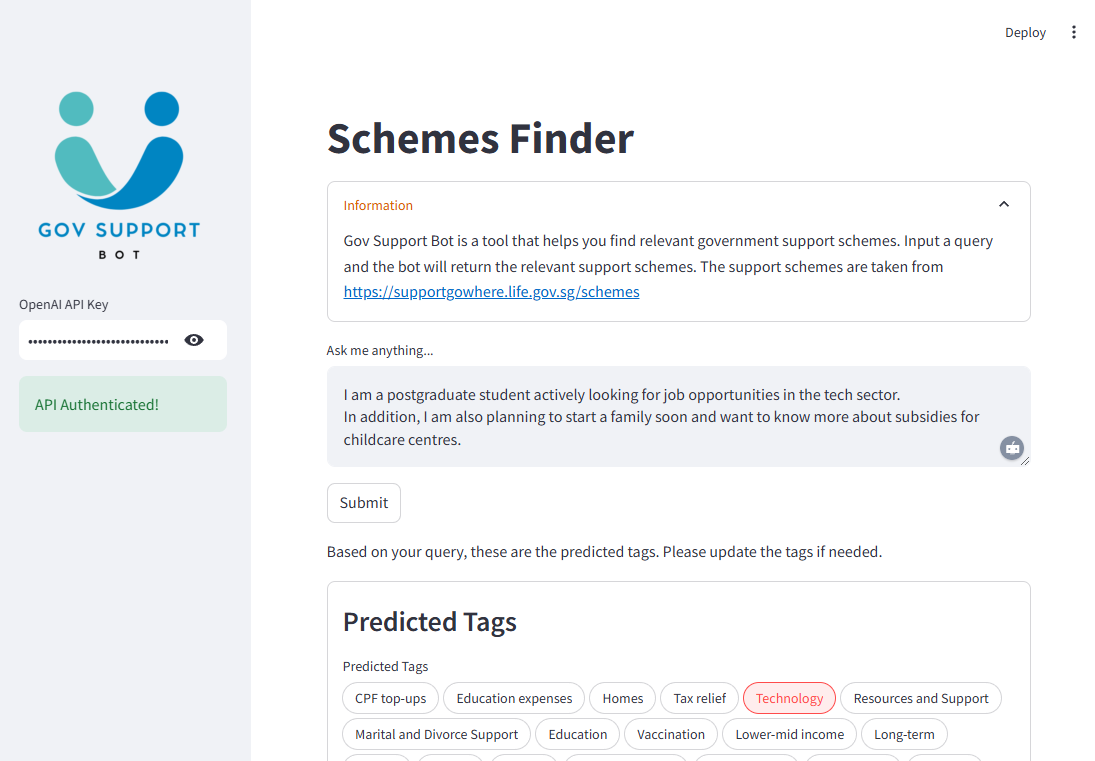 Deploy
GOV SUPPORT
BOT
OpenAI API Key
API Authenticated!
Schemes Finder
Information
Gov Support Bot is a tool that helps you find relevant government support schemes. Input a query
and the bot will return the relevant support schemes. The support schemes are taken from
https://supportgowhere.life.gov.sg/schemes
Ask me anything...
I am a postgraduate student actively looking for job opportunities in the tech sector.
In addition, I am also planning to start a family soon and want to know more about subsidies for
childcare centres.
Submit
Based on your query, these are the predicted tags. Please update the tags if needed.
Predicted Tags
Predicted Tags
CPF top-ups Education expenses Homes Tax relief Technology Resources and Support
Marital and Divorce Support Education Vaccination Lower-mid income Long-term